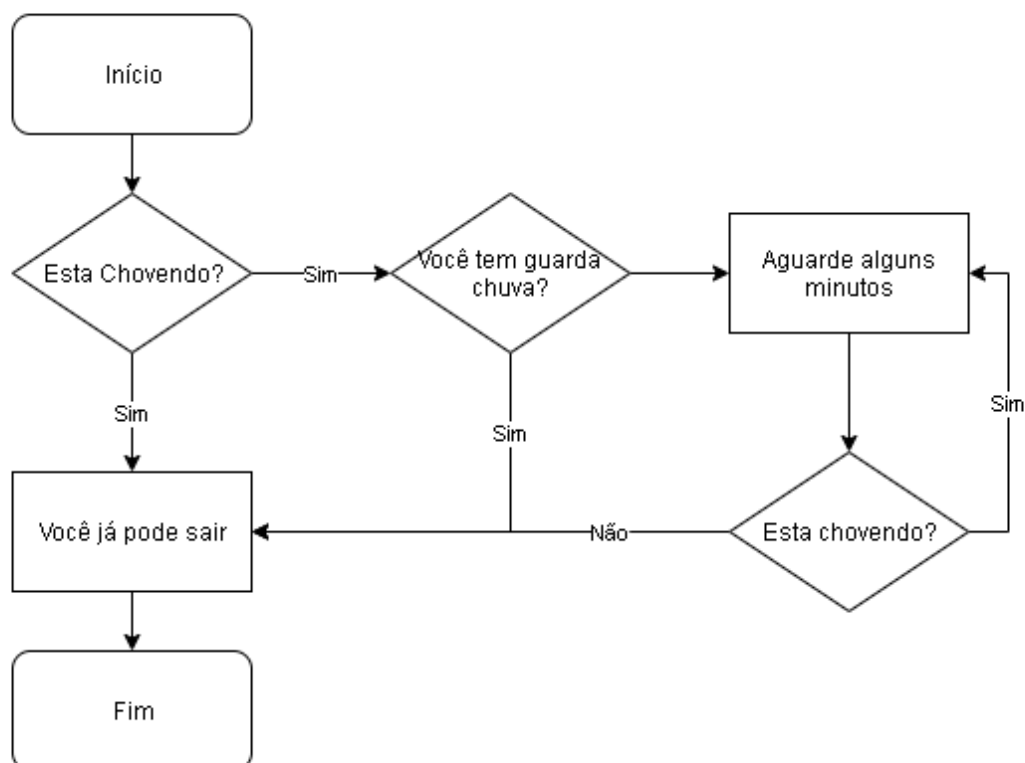 Início
Esta Chovendo?
Sim
Você tem guarda
chuva?
Aguarde alguns
minutos
Sim
Sim
Sim
Você já pode sair
Não
Esta chovendo?
Fim